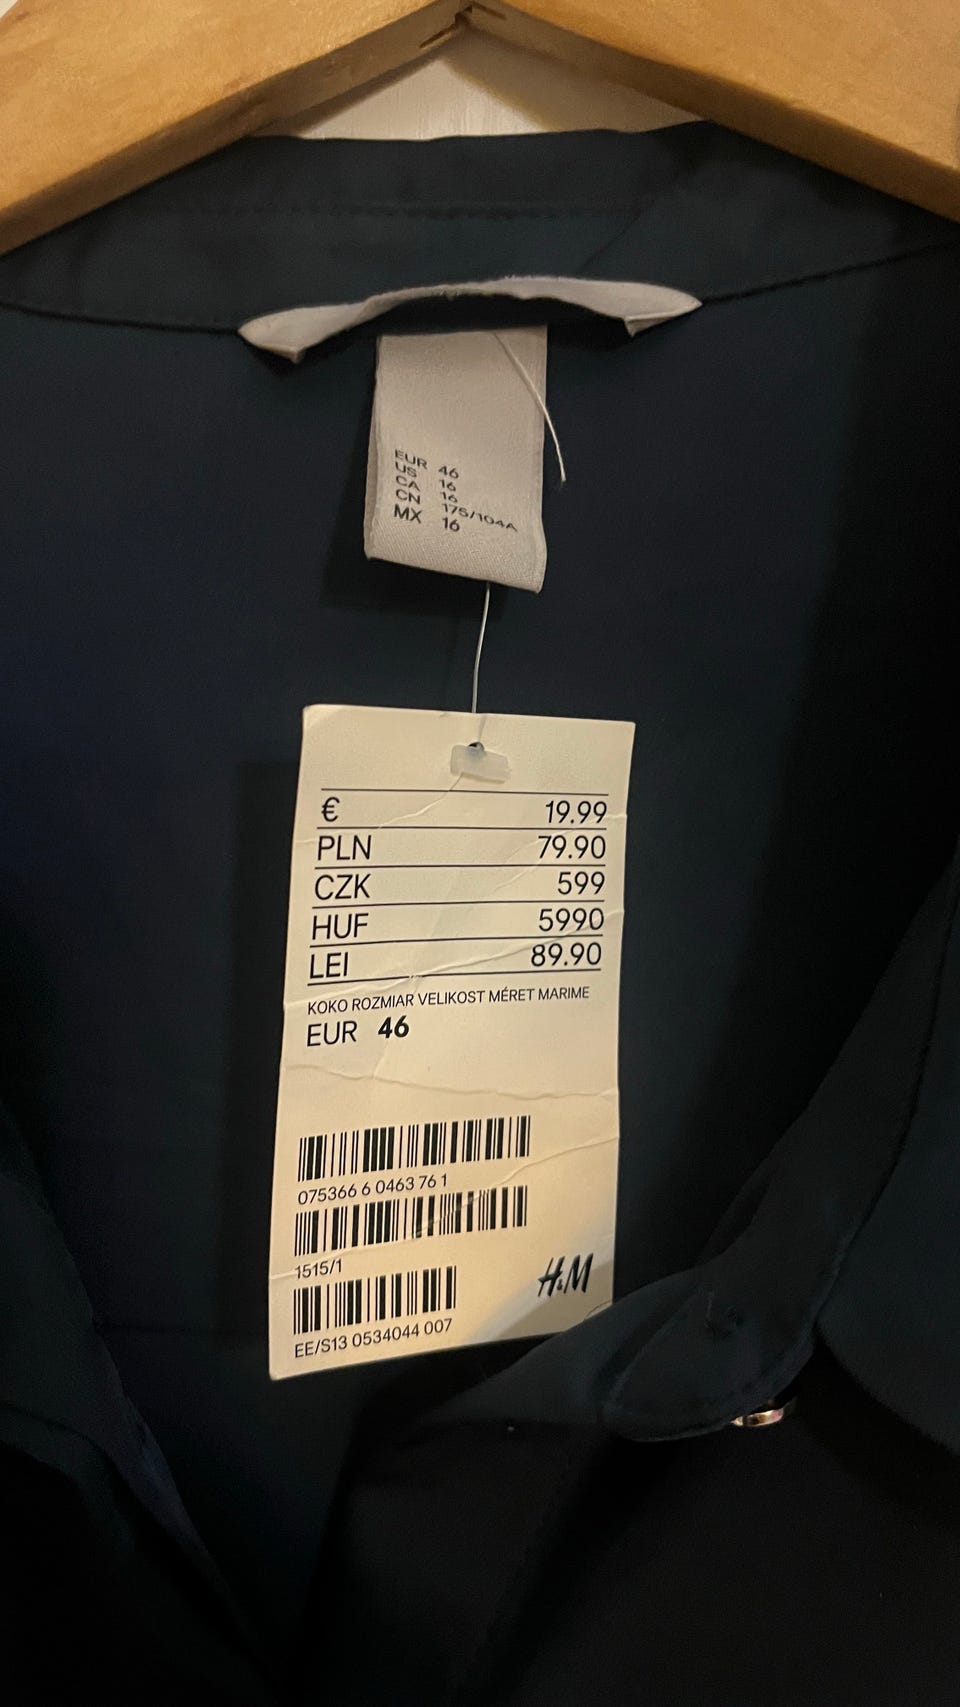 EUR 46
US 16
CA 16
CN 175/104A
MX 16
€ 19.99
PLN 79.90
CZK 599
HUF 5990
LEI 89.90
KOKO ROZMIAR VELIKOST MÉRET MARIME
EUR 46
075366 6 0463 76 1
1515/1
H&M
EE/S13 0534044 007